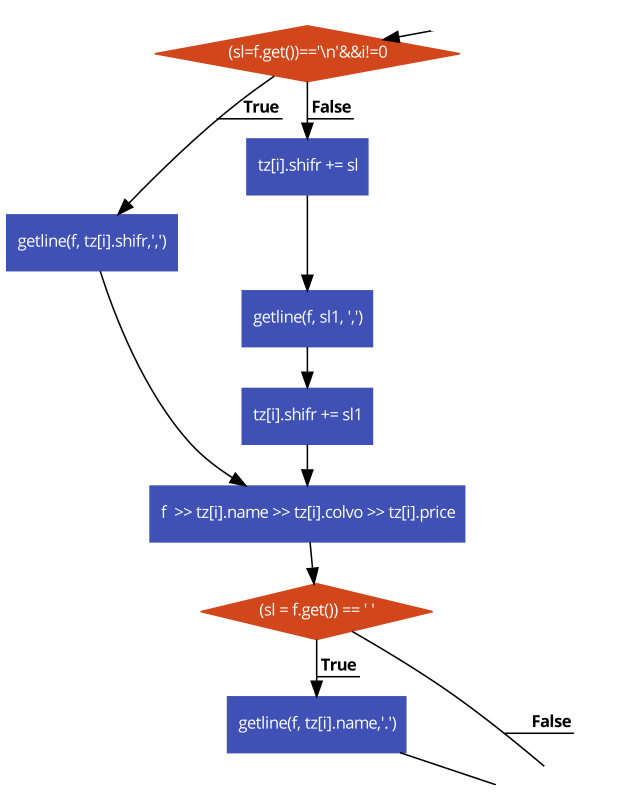 (sl=f.get())=='\n'&&i!=0
True
False
tz[i].shifr += sl
getline(f, tz[i].shifr,',')
getline(f, sl1, ',')
tz[i].shifr += sl1
f  >> tz[i].name >> tz[i].colvo >> tz[i].price
(sl = f.get()) == ' '
True
False
getline(f, tz[i].name,'.')